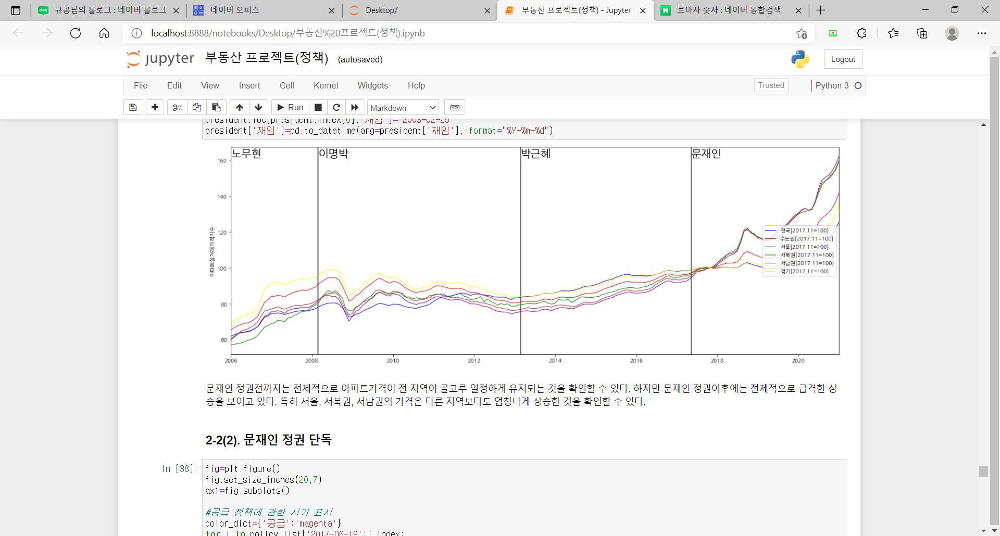 규공님의 블로그 : 네이버 블로그
네이버 오피스
Desktop/
부동산 프로젝트(정책) - Jupyter
로마자 숫자 : 네이버 통합검색
localhost:8888/notebooks/Desktop/부동산%20프로젝트(정책).ipynb
jupyter 부동산 프로젝트(정책) (autosaved)
Logout
File Edit View Insert Cell Kernel Widgets Help
Trusted
Python 3
Run
Markdown
president.loc[president.index[0],'재임']='2003-02-25'
president['재임']=pd.to_datetime(arg=president['재임'], format="%Y-%m-%d")
노무현 이명박 박근혜 문재인
160
140
120
100
80
60
아파트실거래가격지수
전국[2017.11=100]
수도권[2017.11=100]
서울[2017.11=100]
서북권[2017.11=100]
서남권[2017.11=100]
경기[2017.11=100]
2006 2008 2010 2012 2014 2016 2018 2020
문재인 정권전까지는 전체적으로 아파트가격이 전 지역이 골고루 일정하게 유지되는 것을 확인할 수 있다. 하지만 문재인 정권이후에는 전체적으로 급격한 상
승을 보이고 있다. 특히 서울, 서북권, 서남권의 가격은 다른 지역보다도 엄청나게 상승한 것을 확인할 수 있다.
2-2(2). 문재인 정권 단독
In [38]:
fig=plt.figure()
fig.set_size_inches(20,7)
ax1=fig.subplots()
#공급 정책에 관한 시기 표시
color_dict={'공급':'magenta'}
for i in policy_list['2017-06-19':].index: